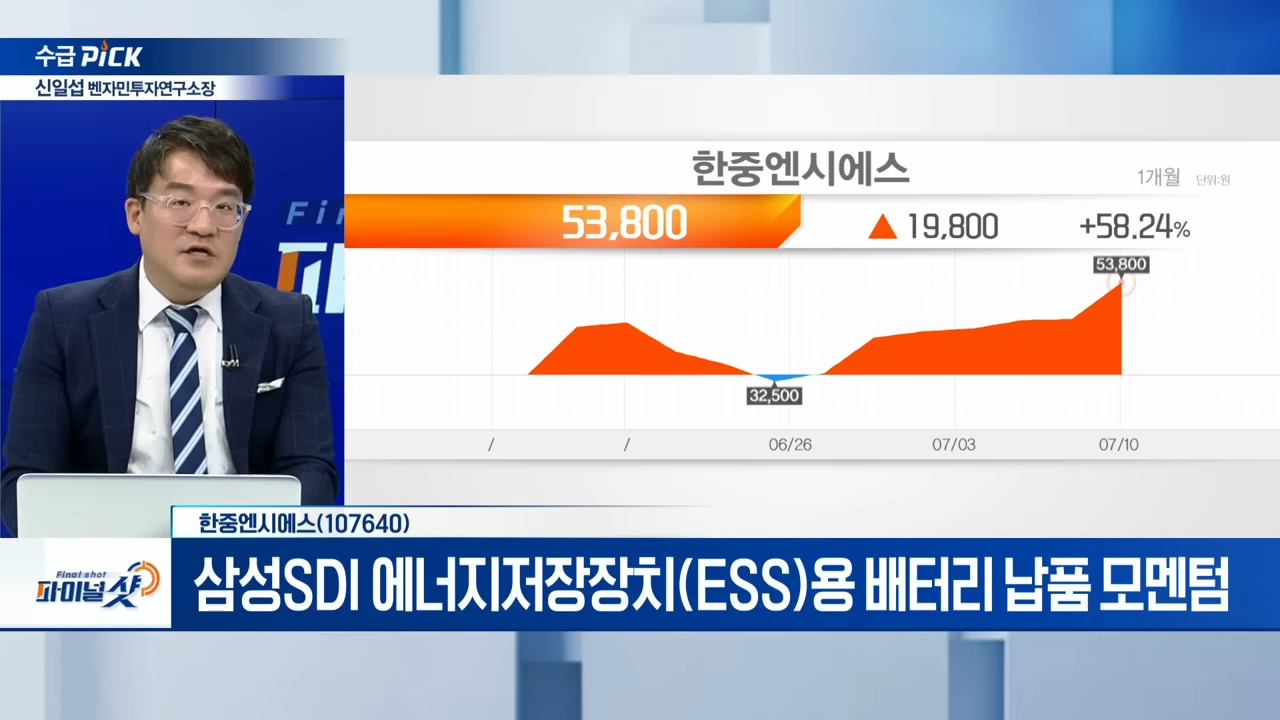 수급 PiCK
신일섭 벤자민투자연구소장
Fin
파
한중엔시에스
1개월 단위:원
53,800 ▲ 19,800 +58.24%
53,800
32,500
/ / 06/26 07/03 07/10
한중엔시에스(107640)
Final shot
파이널샷
삼성SDI 에너지저장장치(ESS)용 배터리 납품 모멘텀